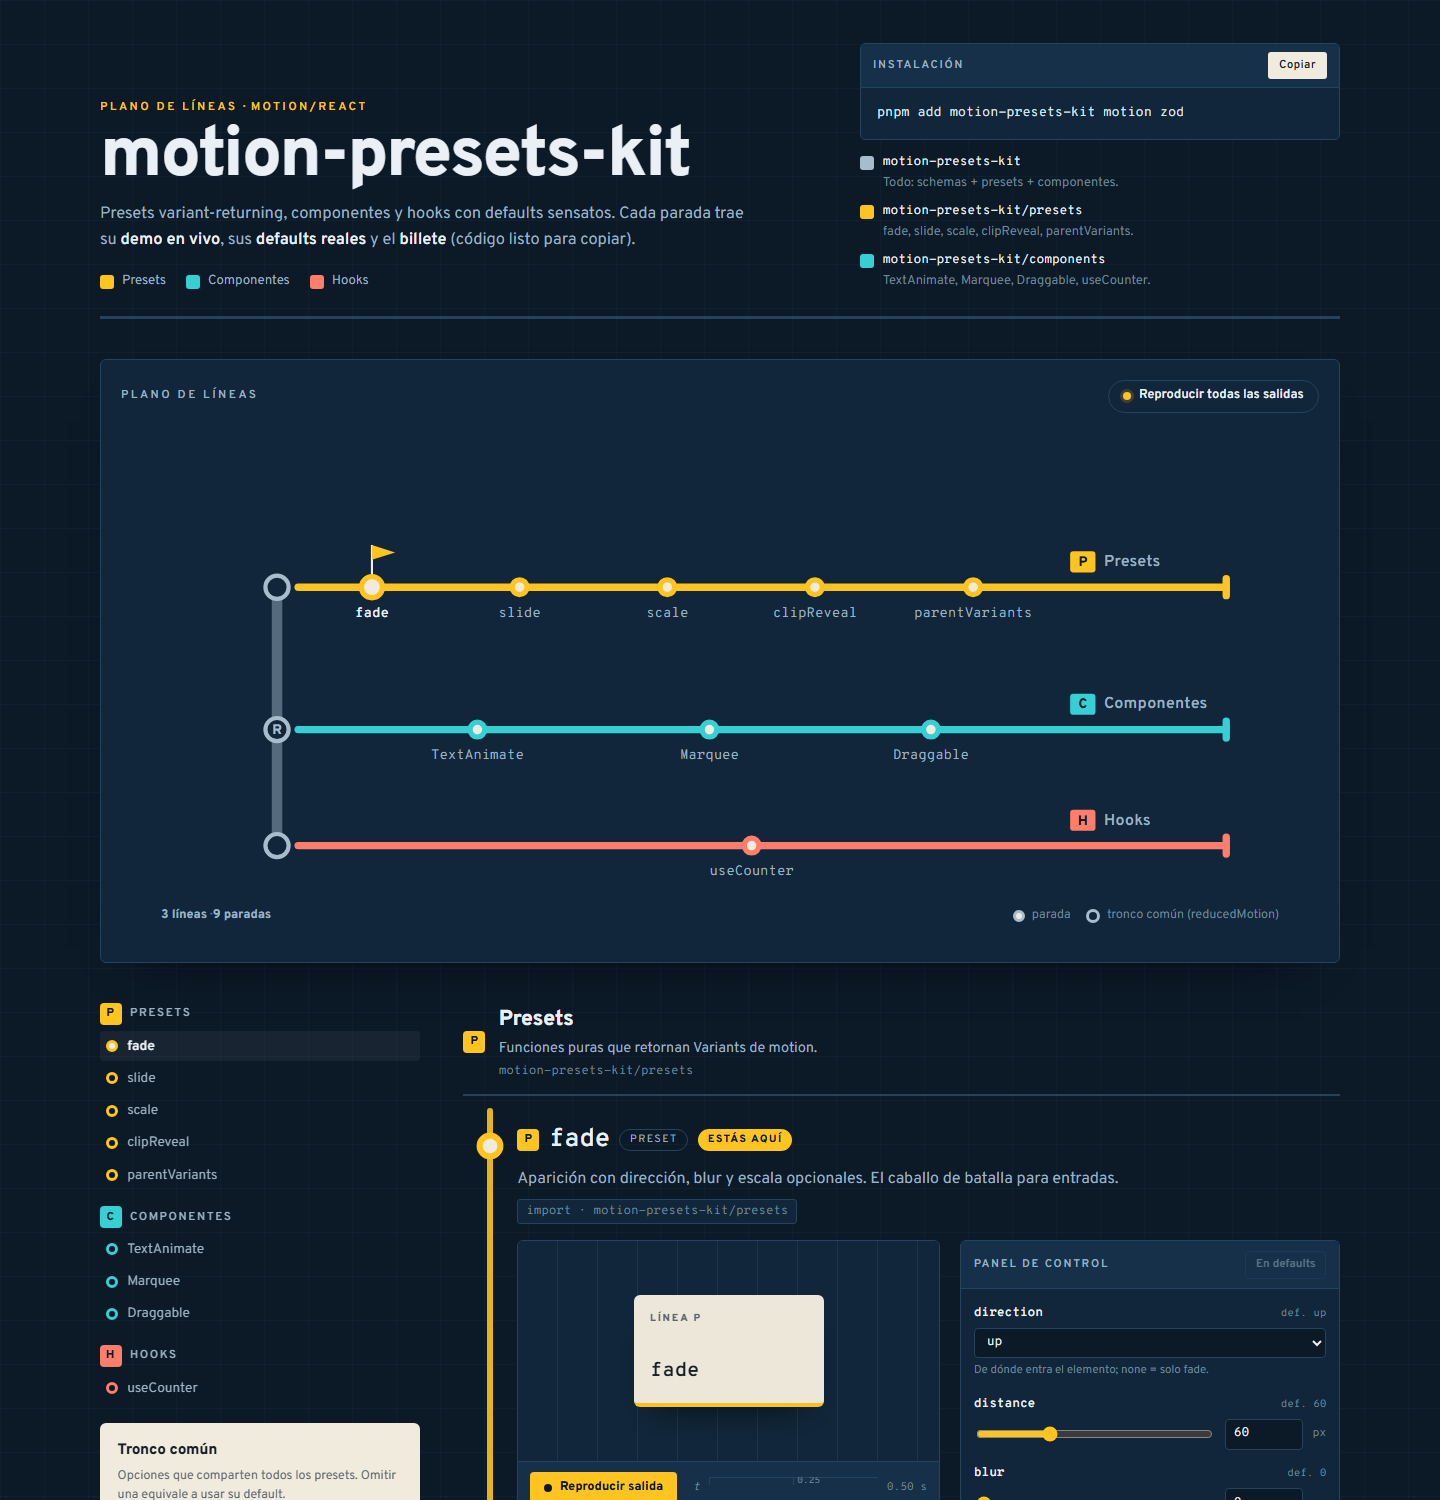 PLANO DE LÍNEAS · MOTION/REACT
motion-presets-kit
Presets variant-returning, componentes y hooks con defaults sensatos. Cada parada trae
su demo en vivo, sus defaults reales y el billete (código listo para copiar).
Presets
Componentes
Hooks
INSTALACIÓN
Copiar
pnpm add motion-presets-kit motion zod
motion-presets-kit
Todo: schemas + presets + componentes.
motion-presets-kit/presets
fade, slide, scale, clipReveal, parentVariants.
motion-presets-kit/components
TextAnimate, Marquee, Draggable, useCounter.
PLANO DE LÍNEAS
Reproducir todas las salidas
P Presets
fade
slide
scale
clipReveal
parentVariants
C Componentes
R
TextAnimate
Marquee
Draggable
H Hooks
useCounter
3 líneas · 9 paradas
parada
tronco común (reducedMotion)
P PRESETS
fade
slide
scale
clipReveal
parentVariants
C COMPONENTES
TextAnimate
Marquee
Draggable
H HOOKS
useCounter
Tronco común
Opciones que comparten todos los presets. Omitir
una equivale a usar su default.
P
Presets
Funciones puras que retornan Variants de motion.
motion-presets-kit/presets
P fade PRESET ESTÁS AQUÍ
Aparición con dirección, blur y escala opcionales. El caballo de batalla para entradas.
import · motion-presets-kit/presets
LÍNEA P
fade
Reproducir salida
t
0.25
0.50 s
PANEL DE CONTROL
En defaults
direction
def. up
up
De dónde entra el elemento; none = solo fade.
distance
def. 60
60
px
blur
def. 0